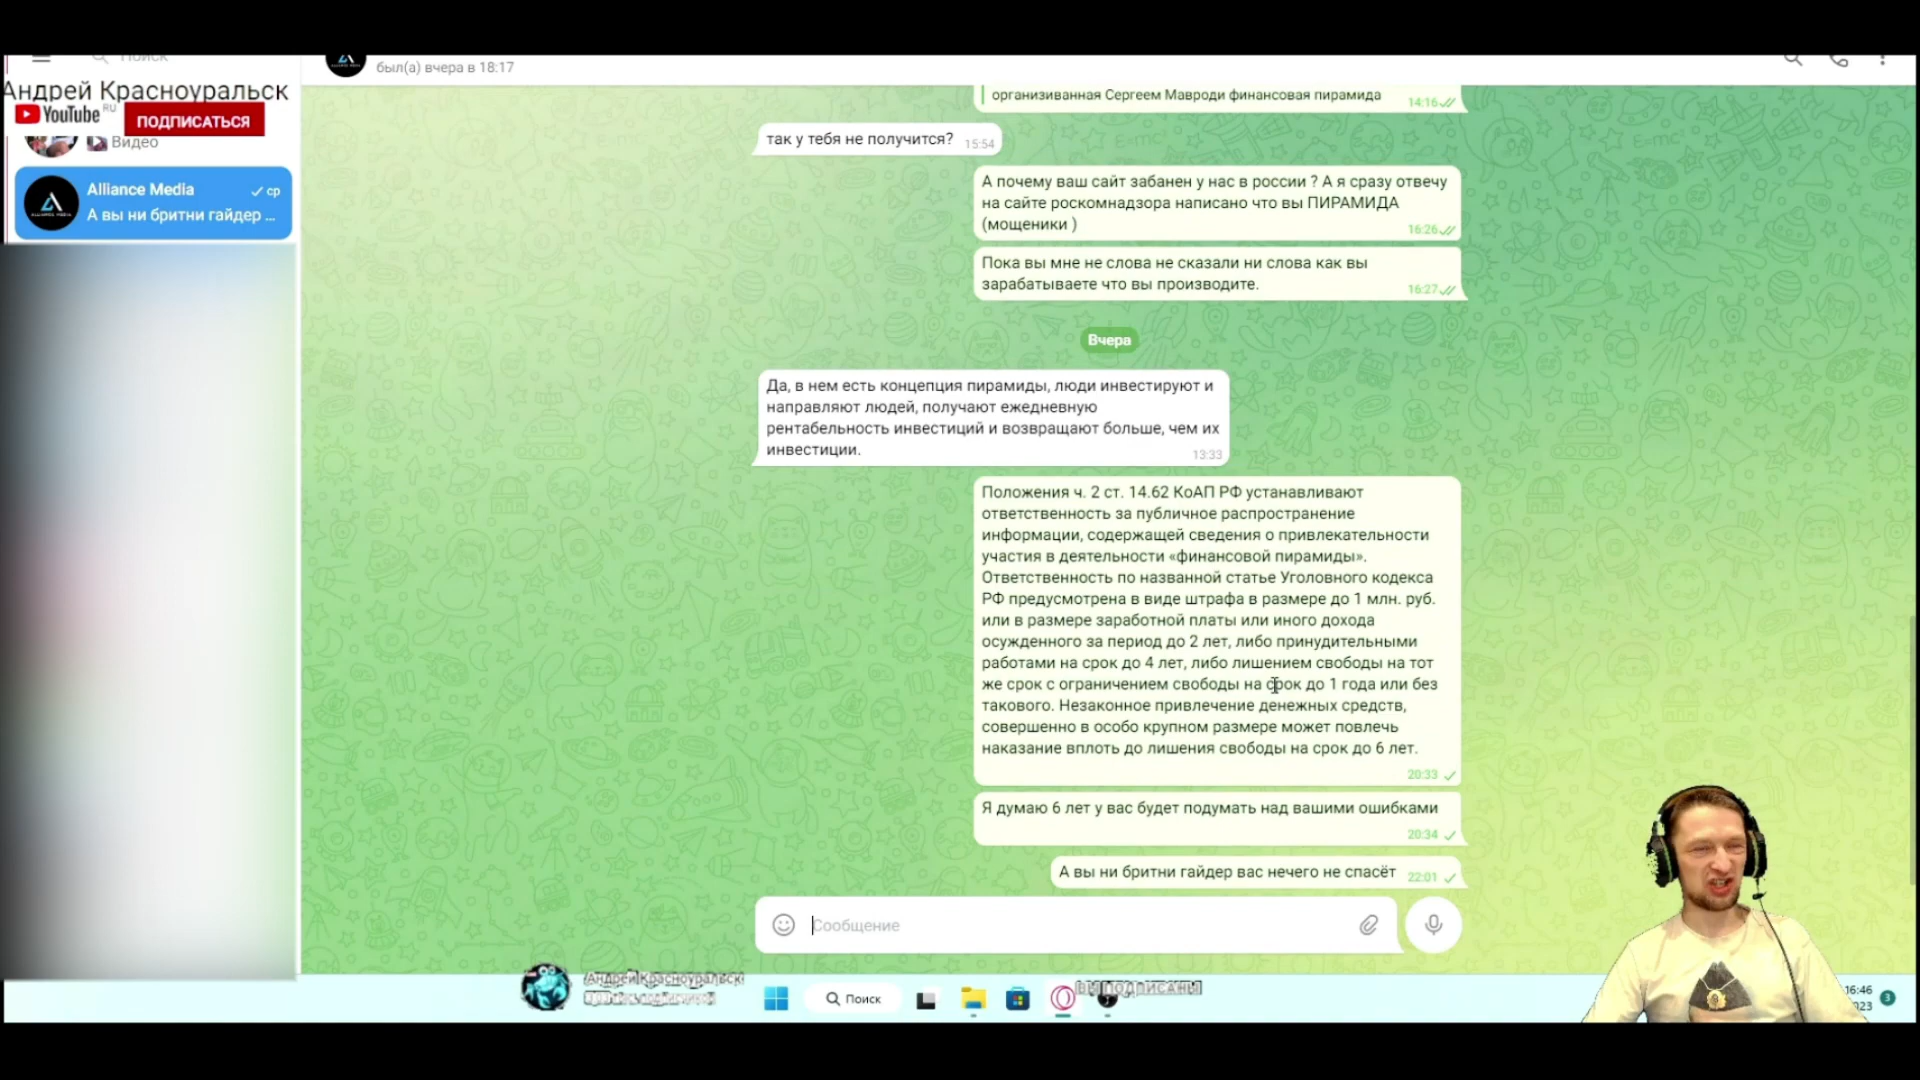 Поиск
был(а) вчера в 18:17
Андрей Красноуральск
YouTube RU
ПОДПИСАТЬСЯ
Видео
Alliance Media
ср
А вы ни бритни гайдер ...
организиванная Сергеем Мавроди финансовая пирамида
14:16
так у тебя не получится?
15:54
А почему ваш сайт забанен у нас в россии ? А я сразу отвечу
на сайте роскомнадзора написано что вы ПИРАМИДА
(мощеники )
16:26
Пока вы мне не слова не сказали ни слова как вы
зарабатываете что вы производите.
16:27
Вчера
Да, в нем есть концепция пирамиды, люди инвестируют и
направляют людей, получают ежедневную
рентабельность инвестиций и возвращают больше, чем их
инвестиции.
13:33
Положения ч. 2 ст. 14.62 КоАП РФ устанавливают
ответственность за публичное распространение
информации, содержащей сведения о привлекательности
участия в деятельности «финансовой пирамиды».
Ответственность по названной статье Уголовного кодекса
РФ предусмотрена в виде штрафа в размере до 1 млн. руб.
или в размере заработной платы или иного дохода
осужденного за период до 2 лет, либо принудительными
работами на срок до 4 лет, либо лишением свободы на тот
же срок с ограничением свободы на срок до 1 года или без
такового. Незаконное привлечение денежных средств,
совершенно в особо крупном размере может повлечь
наказание вплоть до лишения свободы на срок до 6 лет.
20:33
Я думаю 6 лет у вас будет подумать над вашими ошибками
20:34
А вы ни бритни гайдер вас нечего не спасёт
22:01
Сообщение
Андрей Красноуральск
Поиск
ВЫ ПОДПИСАНЫ
16:46
023
3